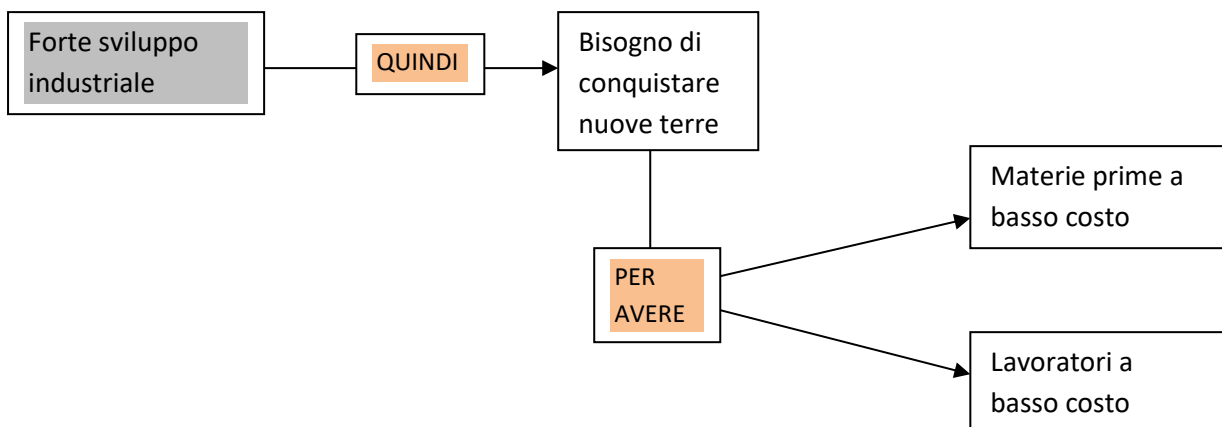 Forte sviluppo
industriale
QUINDI
Bisogno di
conquistare
nuove terre
PER
AVERE
Materie prime a
basso costo
Lavoratori a
basso costo